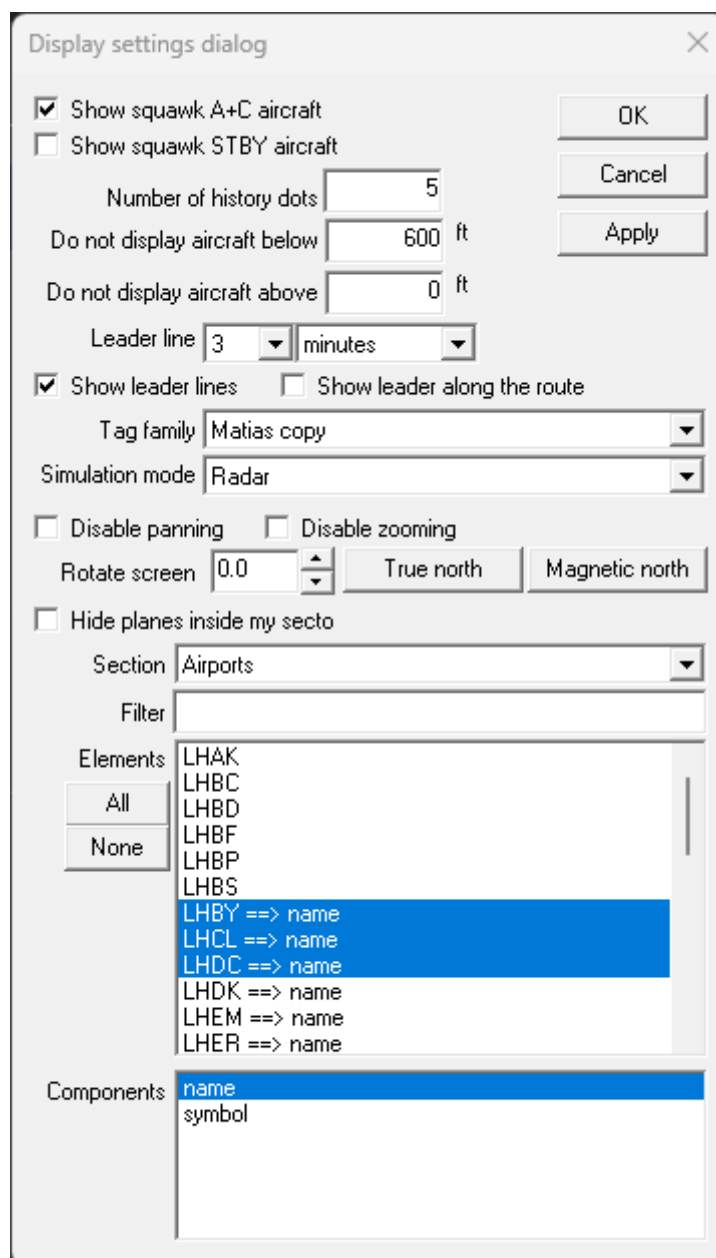 Display settings dialog
Show squawk A+C aircraft
OK
Show squawk STBY aircraft
Cancel
Number of history dots 5
Do not display aircraft below 600 ft
Apply
Do not display aircraft above 0 ft
Leader line 3 minutes
Show leader lines Show leader along the route
Tag family Matias copy
Simulation mode Radar
Disable panning Disable zooming
Rotate screen 0.0 True north Magnetic north
Hide planes inside my secto
Section Airports
Filter
Elements
All
None
LHAK
LHBC
LHBD
LHBF
LHBP
LHBS
LHBY ==> name
LHCL ==> name
LHDC ==> name
LHDK ==> name
LHEM ==> name
LHER ==> name
Components
name
symbol